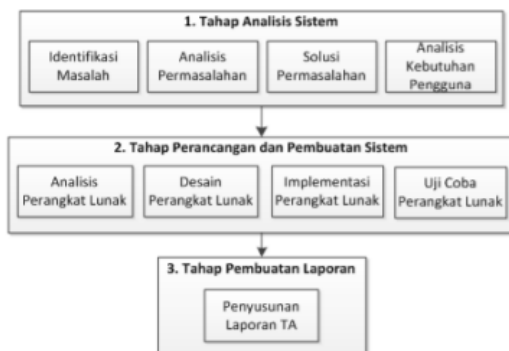 1. Tahap Analisis Sistem
Identifikasi
Masalah
Analisis
Permasalahan
Solusi
Permasalahan
Analisis
Kebutuhan
Pengguna
2. Tahap Perancangan dan Pembuatan Sistem
Analisis
Perangkat Lunak
Desain
Perangkat Lunak
Implementasi
Perangkat Lunak
Uji Coba
Perangkat Lunak
3. Tahap Pembuatan Laporan
Penyusunan
Laporan TA